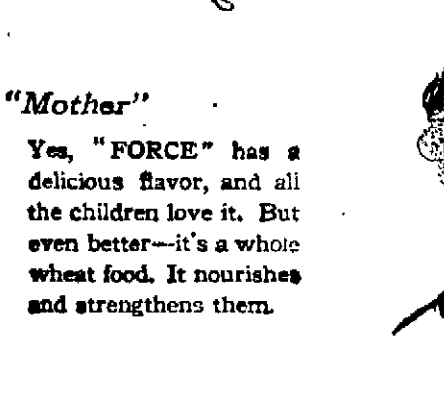 "Mother"
Yes, "FORCE" has a
delicious flavor, and all
the children love it. But
even better—it's a whole
wheat food. It nourishes
and strengthens them.